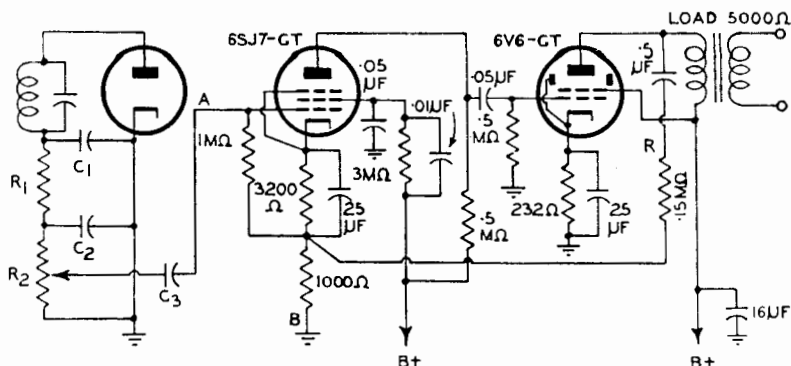 LOAD 5000Ω
6SJ7-GT
6V6-GT
.05
µF
.5
µF
.05µF
.01µF
A
1MΩ
3MΩ
.5
MΩ
R
C1
R1
3200
Ω
25
µF
.5
MΩ
232Ω
25
µF
.15MΩ
C2
R2
C3
1000Ω
B
16µF
B+
B+